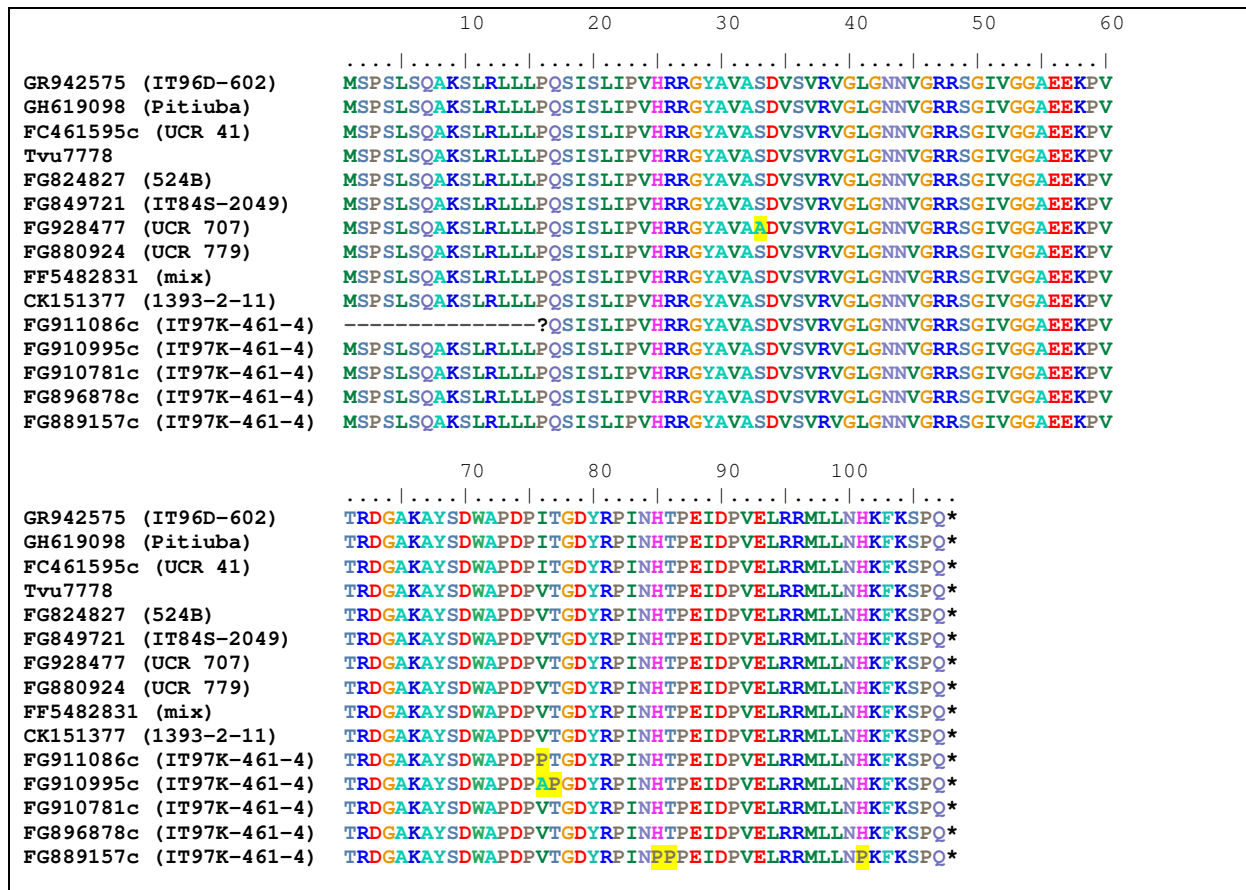 10 20 30 40 50 60
....|....|....|....|....|....|....|....|....|....|....|....|
GR942575 (IT96D-602) MSPSLSQAKSLRLLLPQSISLIPVHRRGYAVASDVSVRVGLGNNVGRRSGIVGGAEEKPV
GH619098 (Pitiuba) MSPSLSQAKSLRLLLPQSISLIPVHRRGYAVASDVSVRVGLGNNVGRRSGIVGGAEEKPV
FC461595c (UCR 41) MSPSLSQAKSLRLLLPQSISLIPVHRRGYAVASDVSVRVGLGNNVGRRSGIVGGAEEKPV
Tvu7778 MSPSLSQAKSLRLLLPQSISLIPVHRRGYAVASDVSVRVGLGNNVGRRSGIVGGAEEKPV
FG824827 (524B) MSPSLSQAKSLRLLLPQSISLIPVHRRGYAVASDVSVRVGLGNNVGRRSGIVGGAEEKPV
FG849721 (IT84S-2049) MSPSLSQAKSLRLLLPQSISLIPVHRRGYAVASDVSVRVGLGNNVGRRSGIVGGAEEKPV
FG928477 (UCR 707) MSPSLSQAKSLRLLLPQSISLIPVHRRGYAVAADVSVRVGLGNNVGRRSGIVGGAEEKPV
FG880924 (UCR 779) MSPSLSQAKSLRLLLPQSISLIPVHRRGYAVASDVSVRVGLGNNVGRRSGIVGGAEEKPV
FF5482831 (mix) MSPSLSQAKSLRLLLPQSISLIPVHRRGYAVASDVSVRVGLGNNVGRRSGIVGGAEEKPV
CK151377 (1393-2-11) MSPSLSQAKSLRLLLPQSISLIPVHRRGYAVASDVSVRVGLGNNVGRRSGIVGGAEEKPV
FG911086c (IT97K-461-4) ---------------?QSISLIPVHRRGYAVASDVSVRVGLGNNVGRRSGIVGGAEEKPV
FG910995c (IT97K-461-4) MSPSLSQAKSLRLLLPQSISLIPVHRRGYAVASDVSVRVGLGNNVGRRSGIVGGAEEKPV
FG910781c (IT97K-461-4) MSPSLSQAKSLRLLLPQSISLIPVHRRGYAVASDVSVRVGLGNNVGRRSGIVGGAEEKPV
FG896878c (IT97K-461-4) MSPSLSQAKSLRLLLPQSISLIPVHRRGYAVASDVSVRVGLGNNVGRRSGIVGGAEEKPV
FG889157c (IT97K-461-4) MSPSLSQAKSLRLLLPQSISLIPVHRRGYAVASDVSVRVGLGNNVGRRSGIVGGAEEKPV
70 80 90 100
....|....|....|....|....|....|....|....|....|...
GR942575 (IT96D-602) TRDGAKAYSDWAPDPITGDYRPINHTPEIDPVELRRMLLNHKFKSPQ*
GH619098 (Pitiuba) TRDGAKAYSDWAPDPITGDYRPINHTPEIDPVELRRMLLNHKFKSPQ*
FC461595c (UCR 41) TRDGAKAYSDWAPDPITGDYRPINHTPEIDPVELRRMLLNHKFKSPQ*
Tvu7778 TRDGAKAYSDWAPDPVTGDYRPINHTPEIDPVELRRMLLNHKFKSPQ*
FG824827 (524B) TRDGAKAYSDWAPDPVTGDYRPINHTPEIDPVELRRMLLNHKFKSPQ*
FG849721 (IT84S-2049) TRDGAKAYSDWAPDPVTGDYRPINHTPEIDPVELRRMLLNHKFKSPQ*
FG928477 (UCR 707) TRDGAKAYSDWAPDPVTGDYRPINHTPEIDPVELRRMLLNHKFKSPQ*
FG880924 (UCR 779) TRDGAKAYSDWAPDPVTGDYRPINHTPEIDPVELRRMLLNHKFKSPQ*
FF5482831 (mix) TRDGAKAYSDWAPDPVTGDYRPINHTPEIDPVELRRMLLNHKFKSPQ*
CK151377 (1393-2-11) TRDGAKAYSDWAPDPVTGDYRPINHTPEIDPVELRRMLLNHKFKSPQ*
FG911086c (IT97K-461-4) TRDGAKAYSDWAPDPPTGDYRPINHTPEIDPVELRRMLLNHKFKSPQ*
FG910995c (IT97K-461-4) TRDGAKAYSDWAPDPAPGDYRPINHTPEIDPVELRRMLLNHKFKSPQ*
FG910781c (IT97K-461-4) TRDGAKAYSDWAPDPVTGDYRPINHTPEIDPVELRRMLLNHKFKSPQ*
FG896878c (IT97K-461-4) TRDGAKAYSDWAPDPVTGDYRPINHTPEIDPVELRRMLLNHKFKSPQ*
FG889157c (IT97K-461-4) TRDGAKAYSDWAPDPVTGDYRPINPPPEIDPVELRRMLLNPKFKSPQ*